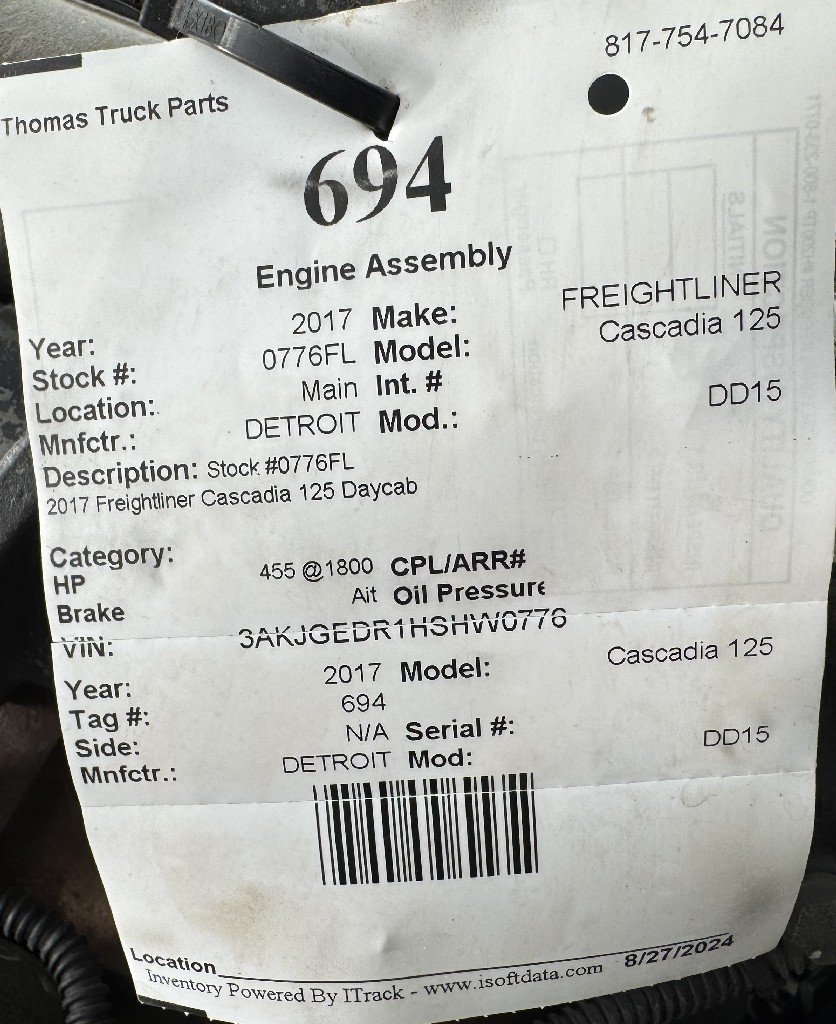 817-754-7084
Thomas Truck Parts
694
Engine Assembly
Year: 2017 Make: FREIGHTLINER
Stock #: 0776FL Model: Cascadia 125
Location: Main Int. #
Mnfctr.: DETROIT Mod.: DD15
Description: Stock #0776FL
2017 Freightliner Cascadia 125 Daycab
Category:
HP 455 @1800 CPL/ARR#
Brake Ait Oil Pressure
VIN: 3AKJGEDR1HSHW0776
Year: 2017 Model: Cascadia 125
Tag #: 694
Side: N/A Serial #:
Mnfctr.: DETROIT Mod: DD15
Location
8/27/2024
Inventory Powered By ITrack - www.isoftdata.com